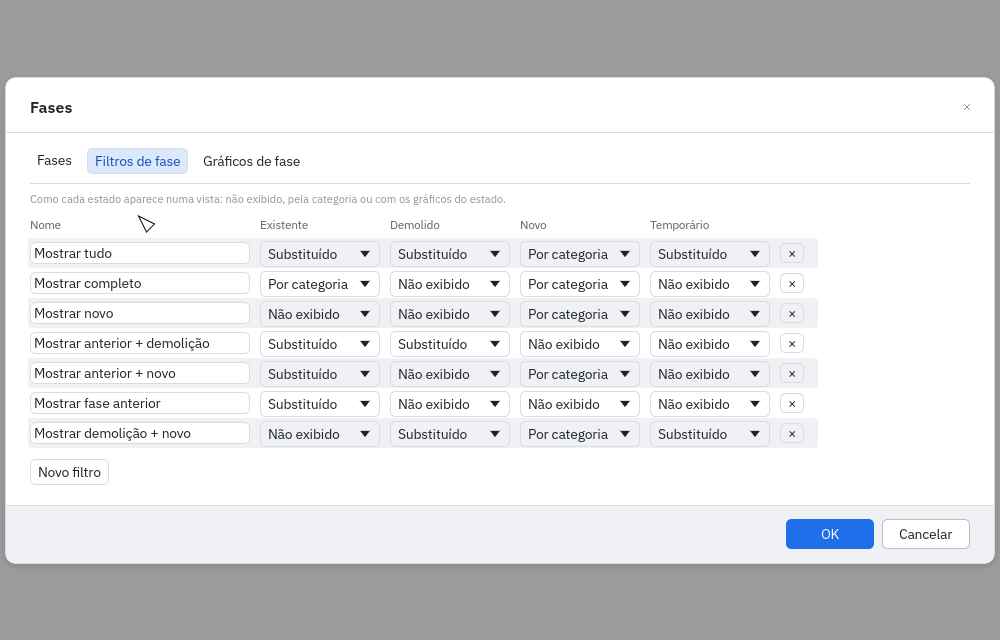 Fases
×
Fases Filtros de fase Gráficos de fase
Como cada estado aparece numa vista: não exibido, pela categoria ou com os gráficos do estado.
Nome Existente Demolido Novo Temporário
Mostrar tudo Substituído Substituído Por categoria Substituído ×
Mostrar completo Por categoria Não exibido Por categoria Não exibido ×
Mostrar novo Não exibido Não exibido Por categoria Não exibido ×
Mostrar anterior + demolição Substituído Substituído Não exibido Não exibido ×
Mostrar anterior + novo Substituído Não exibido Por categoria Não exibido ×
Mostrar fase anterior Substituído Não exibido Não exibido Não exibido ×
Mostrar demolição + novo Não exibido Substituído Por categoria Substituído ×
Novo filtro
OK Cancelar